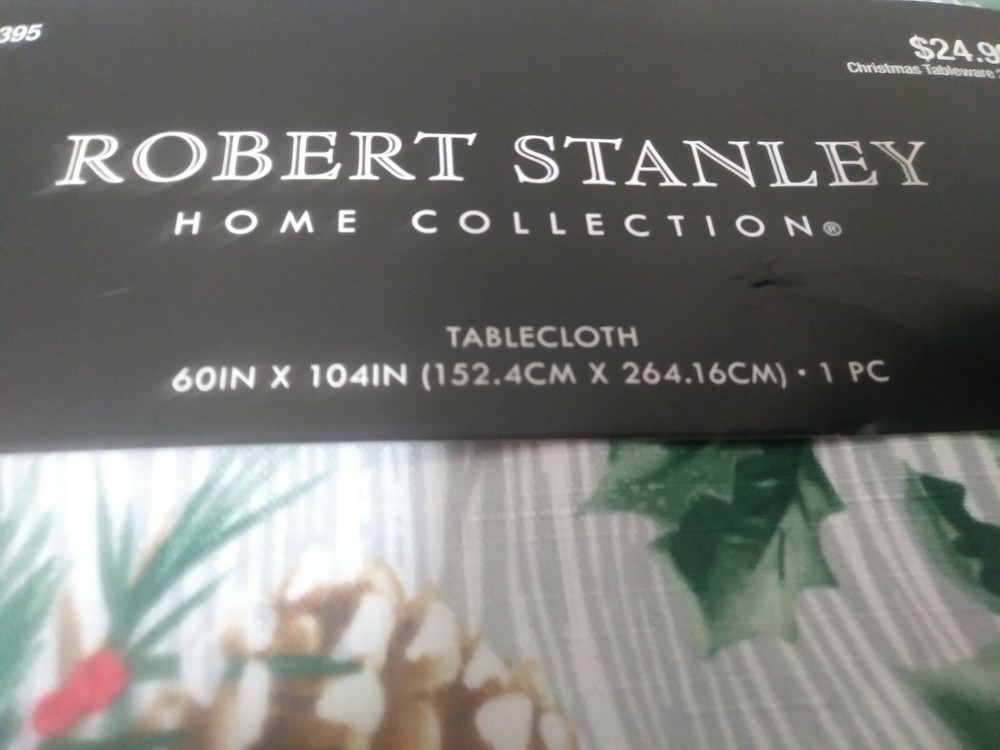 395
$24.9
Christmas Tableware
ROBERT STANLEY
HOME COLLECTION®
TABLECLOTH
60IN X 104IN (152.4CM X 264.16CM) • 1 PC